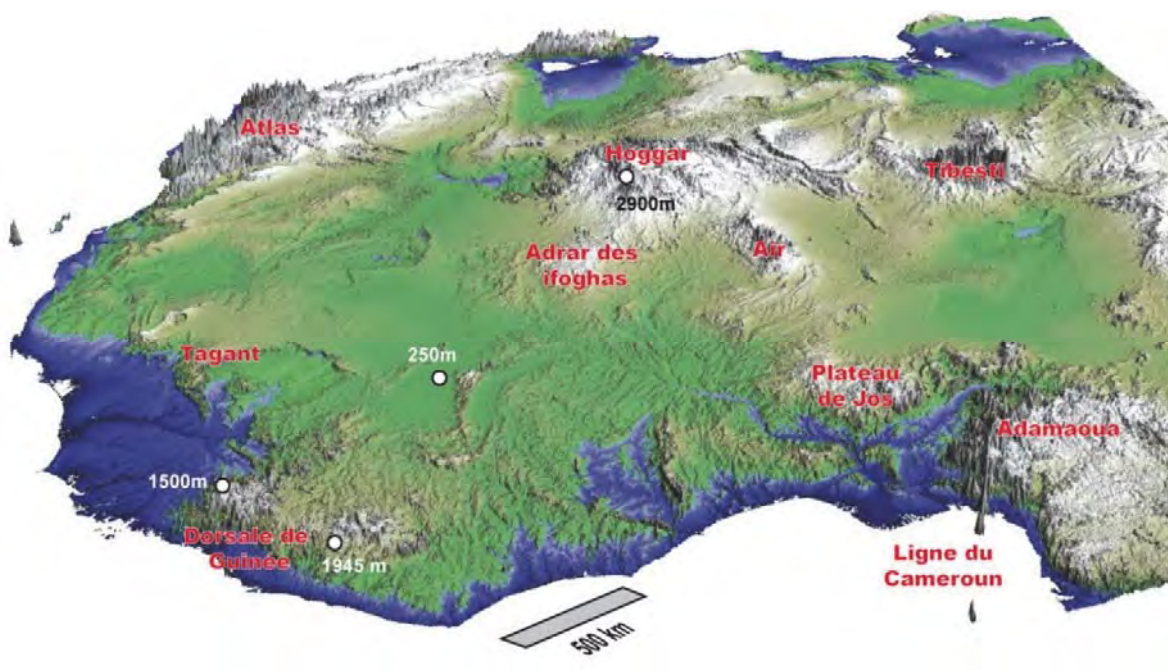 Atlas
Hoggar
2900m
Tibesti
Adrar des
ifoghas
Aïr
Tagant
250m
Plateau
de Jos
Adamaoua
1500m
Dorsale de
Guinée
1945 m
Ligne du
Cameroun
500 km